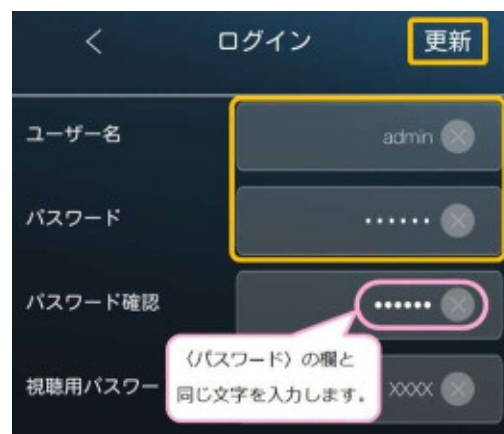 < ログイン 更新
ユーザー名 admin
パスワード ••••••
パスワード確認 ••••••
〈パスワード〉の欄と
同じ文字を入力します。
視聴用パスワー xxxx